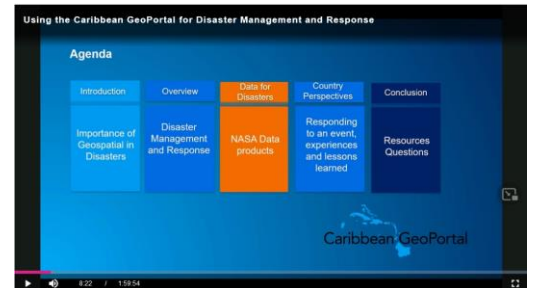 Using the Caribbean GeoPortal for Disaster Management and Response
Agenda
Introduction
Importance of
Geospatial in
Disasters
Overview
Disaster
Management
and Response
Data for
Disasters
NASA Data
products
Country
Perspectives
Responding
to an event,
experiences
and lessons
learned
Conclusion
Resources
Questions
Caribbean GeoPortal
8:22 / 1:59:54